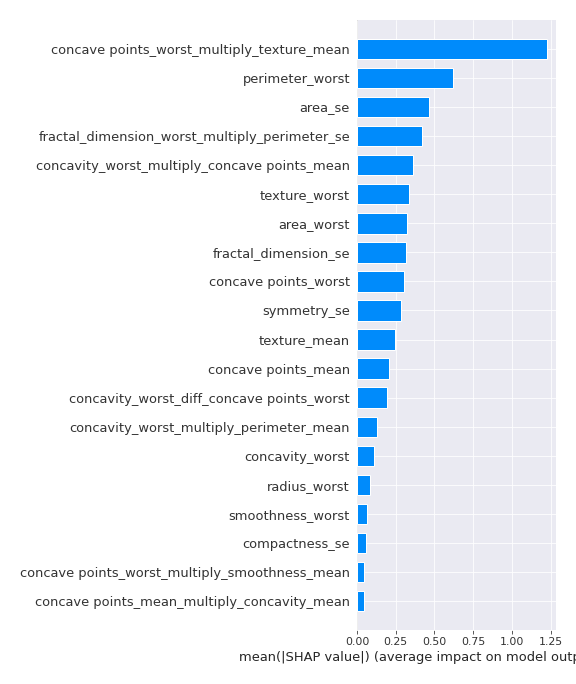 concave points_worst_multiply_texture_mean
perimeter_worst
area_se
fractal_dimension_worst_multiply_perimeter_se
concavity_worst_multiply_concave points_mean
texture_worst
area_worst
fractal_dimension_se
concave points_worst
symmetry_se
texture_mean
concave points_mean
concavity_worst_diff_concave points_worst
concavity_worst_multiply_perimeter_mean
concavity_worst
radius_worst
smoothness_worst
compactness_se
concave points_worst_multiply_smoothness_mean
concave points_mean_multiply_concavity_mean
0.00 0.25 0.50 0.75 1.00 1.25
mean(|SHAP value|) (average impact on model outp